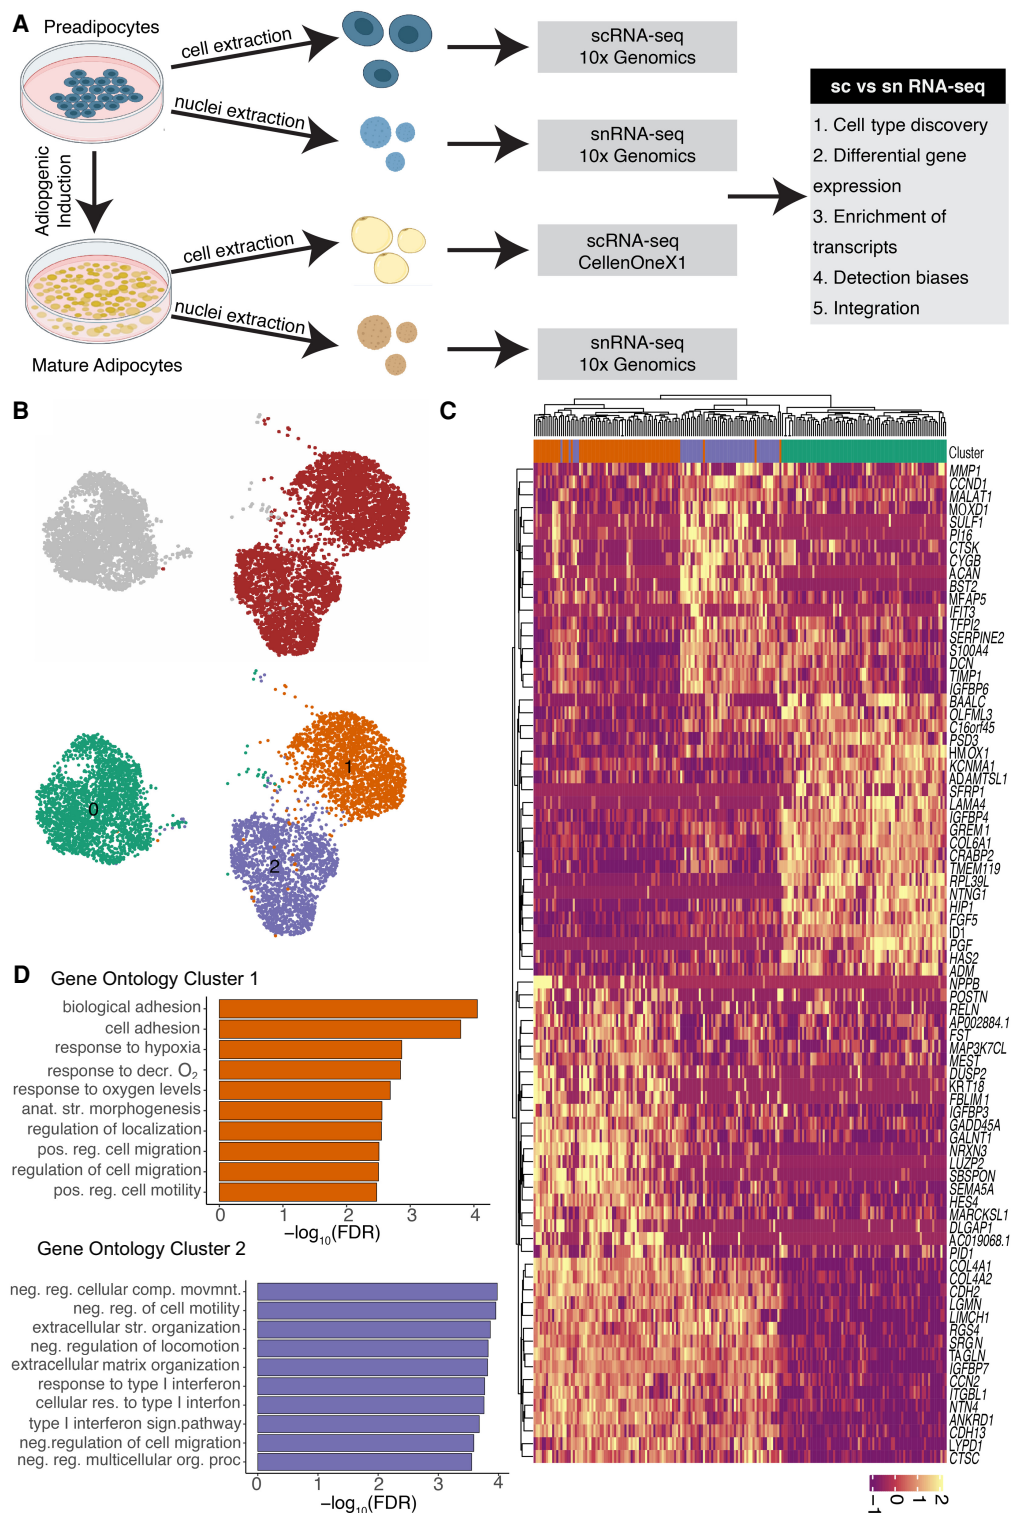 A
Preadipocytes
cell extraction
nuclei extraction
scRNA-seq
10x Genomics
snRNA-seq
10x Genomics
Adiopgenic
Induction
cell extraction
nuclei extraction
scRNA-seq
CellenOneX1
snRNA-seq
10x Genomics
Mature Adipocytes
sc vs sn RNA-seq
1. Cell type discovery
2. Differential gene
expression
3. Enrichment of
transcripts
4. Detection biases
5. Integration
B
0
1
2
C
Cluster
MMP1
CCND1
MALAT1
MOXD1
SULF1
PI16
CTSK
CYGB
ACAN
BST2
MFAP5
IFIT3
TFPI2
SERPINE2
S100A4
DCN
TIMP1
IGFBP6
BAALC
OLFML3
C16orf45
PSD3
HMOX1
KCNMA1
ADAMTSL1
SFRP1
LAMA4
IGFBP4
GREM1
COL6A1
CRABP2
TMEM119
RPL39L
NTNG1
HIP1
FGF5
ID1
PGF
HAS2
ADM
NPPB
POSTN
RELN
AP002884.1
FST
MAP3K7CL
MEST
DUSP2
KRT18
FBLIM1
IGFBP3
GADD45A
GALNT1
NRXN3
LUZP2
SBSPON
SEMA5A
HES4
MARCKSL1
DLGAP1
AC019068.1
PID1
COL4A1
COL4A2
CDH2
LGMN
LIMCH1
RGS4
SRGN
TAGLN
IGFBP7
CCN2
ITGBL1
NTN4
ANKRD1
CDH13
LYPD1
CTSC
−1 0 1 2
D
Gene Ontology Cluster 1
biological adhesion
cell adhesion
response to hypoxia
response to decr. O2
response to oxygen levels
anat. str. morphogenesis
regulation of localization
pos. reg. cell migration
regulation of cell migration
pos. reg. cell motility
0 1 2 3 4
−log10(FDR)
Gene Ontology Cluster 2
neg. reg. cellular comp. movmnt.
neg. reg. of cell motility
extracellular str. organization
neg. regulation of locomotion
extracellular matrix organization
response to type I interferon
cellular res. to type I interfon
type I interferon sign.pathway
neg.regulation of cell migration
neg. reg. multicellular org. proc
0 1 2 3 4
−log10(FDR)